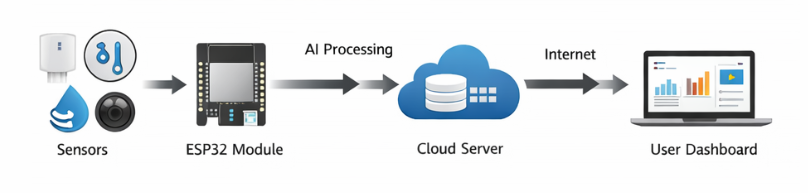 AI Processing
Internet
Sensors
ESP32 Module
Cloud Server
User Dashboard